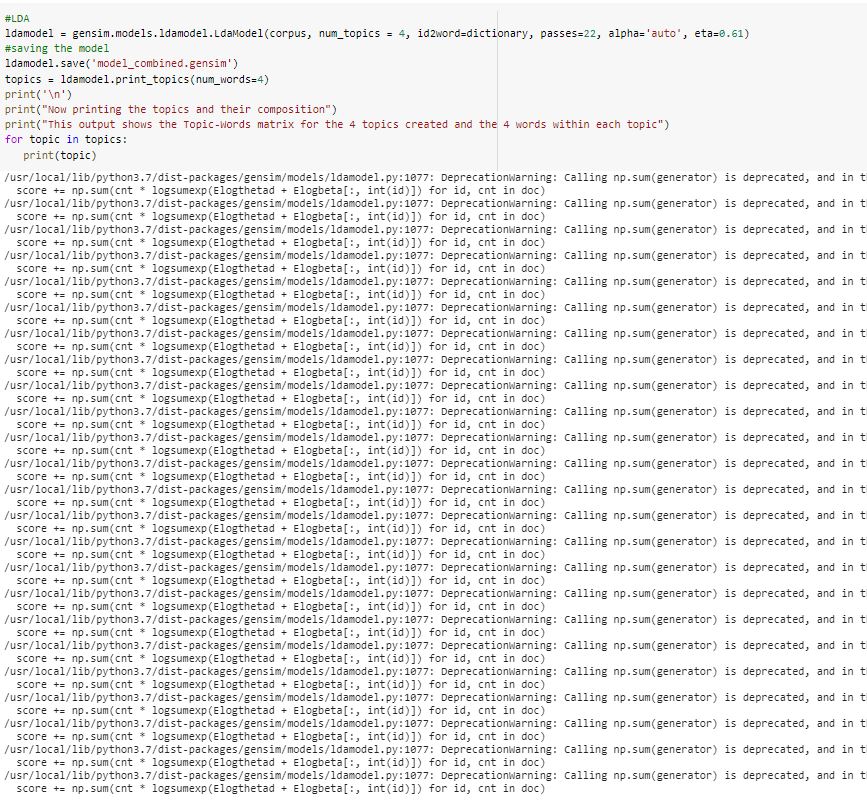 #LDA
ldamodel = gensim.models.ldamodel.LdaModel(corpus, num_topics = 4, id2word=dictionary, passes=22, alpha='auto', eta=0.61)
#saving the model
ldamodel.save('model_combined.gensim')
topics = ldamodel.print_topics(num_words=4)
print('\n')
print("Now printing the topics and their composition")
print("This output shows the Topic-Words matrix for the 4 topics created and the 4 words within each topic")
for topic in topics:
   print(topic)
/usr/local/lib/python3.7/dist-packages/gensim/models/ldamodel.py:1077: DeprecationWarning: Calling np.sum(generator) is deprecated, and in t
  score += np.sum(cnt * logsumexp(Elogthetad + Elogbeta[:, int(id)]) for id, cnt in doc)
/usr/local/lib/python3.7/dist-packages/gensim/models/ldamodel.py:1077: DeprecationWarning: Calling np.sum(generator) is deprecated, and in t
  score += np.sum(cnt * logsumexp(Elogthetad + Elogbeta[:, int(id)]) for id, cnt in doc)
/usr/local/lib/python3.7/dist-packages/gensim/models/ldamodel.py:1077: DeprecationWarning: Calling np.sum(generator) is deprecated, and in t
  score += np.sum(cnt * logsumexp(Elogthetad + Elogbeta[:, int(id)]) for id, cnt in doc)
/usr/local/lib/python3.7/dist-packages/gensim/models/ldamodel.py:1077: DeprecationWarning: Calling np.sum(generator) is deprecated, and in t
  score += np.sum(cnt * logsumexp(Elogthetad + Elogbeta[:, int(id)]) for id, cnt in doc)
/usr/local/lib/python3.7/dist-packages/gensim/models/ldamodel.py:1077: DeprecationWarning: Calling np.sum(generator) is deprecated, and in t
  score += np.sum(cnt * logsumexp(Elogthetad + Elogbeta[:, int(id)]) for id, cnt in doc)
/usr/local/lib/python3.7/dist-packages/gensim/models/ldamodel.py:1077: DeprecationWarning: Calling np.sum(generator) is deprecated, and in t
  score += np.sum(cnt * logsumexp(Elogthetad + Elogbeta[:, int(id)]) for id, cnt in doc)
/usr/local/lib/python3.7/dist-packages/gensim/models/ldamodel.py:1077: DeprecationWarning: Calling np.sum(generator) is deprecated, and in t
  score += np.sum(cnt * logsumexp(Elogthetad + Elogbeta[:, int(id)]) for id, cnt in doc)
/usr/local/lib/python3.7/dist-packages/gensim/models/ldamodel.py:1077: DeprecationWarning: Calling np.sum(generator) is deprecated, and in t
  score += np.sum(cnt * logsumexp(Elogthetad + Elogbeta[:, int(id)]) for id, cnt in doc)
/usr/local/lib/python3.7/dist-packages/gensim/models/ldamodel.py:1077: DeprecationWarning: Calling np.sum(generator) is deprecated, and in t
  score += np.sum(cnt * logsumexp(Elogthetad + Elogbeta[:, int(id)]) for id, cnt in doc)
/usr/local/lib/python3.7/dist-packages/gensim/models/ldamodel.py:1077: DeprecationWarning: Calling np.sum(generator) is deprecated, and in t
  score += np.sum(cnt * logsumexp(Elogthetad + Elogbeta[:, int(id)]) for id, cnt in doc)
/usr/local/lib/python3.7/dist-packages/gensim/models/ldamodel.py:1077: DeprecationWarning: Calling np.sum(generator) is deprecated, and in t
  score += np.sum(cnt * logsumexp(Elogthetad + Elogbeta[:, int(id)]) for id, cnt in doc)
/usr/local/lib/python3.7/dist-packages/gensim/models/ldamodel.py:1077: DeprecationWarning: Calling np.sum(generator) is deprecated, and in t
  score += np.sum(cnt * logsumexp(Elogthetad + Elogbeta[:, int(id)]) for id, cnt in doc)
/usr/local/lib/python3.7/dist-packages/gensim/models/ldamodel.py:1077: DeprecationWarning: Calling np.sum(generator) is deprecated, and in t
  score += np.sum(cnt * logsumexp(Elogthetad + Elogbeta[:, int(id)]) for id, cnt in doc)
/usr/local/lib/python3.7/dist-packages/gensim/models/ldamodel.py:1077: DeprecationWarning: Calling np.sum(generator) is deprecated, and in t
  score += np.sum(cnt * logsumexp(Elogthetad + Elogbeta[:, int(id)]) for id, cnt in doc)
/usr/local/lib/python3.7/dist-packages/gensim/models/ldamodel.py:1077: DeprecationWarning: Calling np.sum(generator) is deprecated, and in t
  score += np.sum(cnt * logsumexp(Elogthetad + Elogbeta[:, int(id)]) for id, cnt in doc)
/usr/local/lib/python3.7/dist-packages/gensim/models/ldamodel.py:1077: DeprecationWarning: Calling np.sum(generator) is deprecated, and in t
  score += np.sum(cnt * logsumexp(Elogthetad + Elogbeta[:, int(id)]) for id, cnt in doc)
/usr/local/lib/python3.7/dist-packages/gensim/models/ldamodel.py:1077: DeprecationWarning: Calling np.sum(generator) is deprecated, and in t
  score += np.sum(cnt * logsumexp(Elogthetad + Elogbeta[:, int(id)]) for id, cnt in doc)
/usr/local/lib/python3.7/dist-packages/gensim/models/ldamodel.py:1077: DeprecationWarning: Calling np.sum(generator) is deprecated, and in t
  score += np.sum(cnt * logsumexp(Elogthetad + Elogbeta[:, int(id)]) for id, cnt in doc)
/usr/local/lib/python3.7/dist-packages/gensim/models/ldamodel.py:1077: DeprecationWarning: Calling np.sum(generator) is deprecated, and in t
  score += np.sum(cnt * logsumexp(Elogthetad + Elogbeta[:, int(id)]) for id, cnt in doc)
/usr/local/lib/python3.7/dist-packages/gensim/models/ldamodel.py:1077: DeprecationWarning: Calling np.sum(generator) is deprecated, and in t
  score += np.sum(cnt * logsumexp(Elogthetad + Elogbeta[:, int(id)]) for id, cnt in doc)
/usr/local/lib/python3.7/dist-packages/gensim/models/ldamodel.py:1077: DeprecationWarning: Calling np.sum(generator) is deprecated, and in t
  score += np.sum(cnt * logsumexp(Elogthetad + Elogbeta[:, int(id)]) for id, cnt in doc)
/usr/local/lib/python3.7/dist-packages/gensim/models/ldamodel.py:1077: DeprecationWarning: Calling np.sum(generator) is deprecated, and in t
  score += np.sum(cnt * logsumexp(Elogthetad + Elogbeta[:, int(id)]) for id, cnt in doc)
/usr/local/lib/python3.7/dist-packages/gensim/models/ldamodel.py:1077: DeprecationWarning: Calling np.sum(generator) is deprecated, and in t
  score += np.sum(cnt * logsumexp(Elogthetad + Elogbeta[:, int(id)]) for id, cnt in doc)
/usr/local/lib/python3.7/dist-packages/gensim/models/ldamodel.py:1077: DeprecationWarning: Calling np.sum(generator) is deprecated, and in t
  score += np.sum(cnt * logsumexp(Elogthetad + Elogbeta[:, int(id)]) for id, cnt in doc)